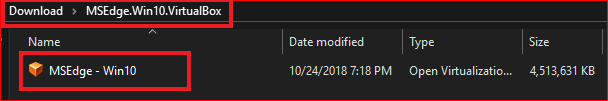 Download > MSEdge.Win10.VirtualBox
Name Date modified Type Size
MSEdge - Win10 10/24/2018 7:18 PM Open Virtualizatio... 4,513,631 KB